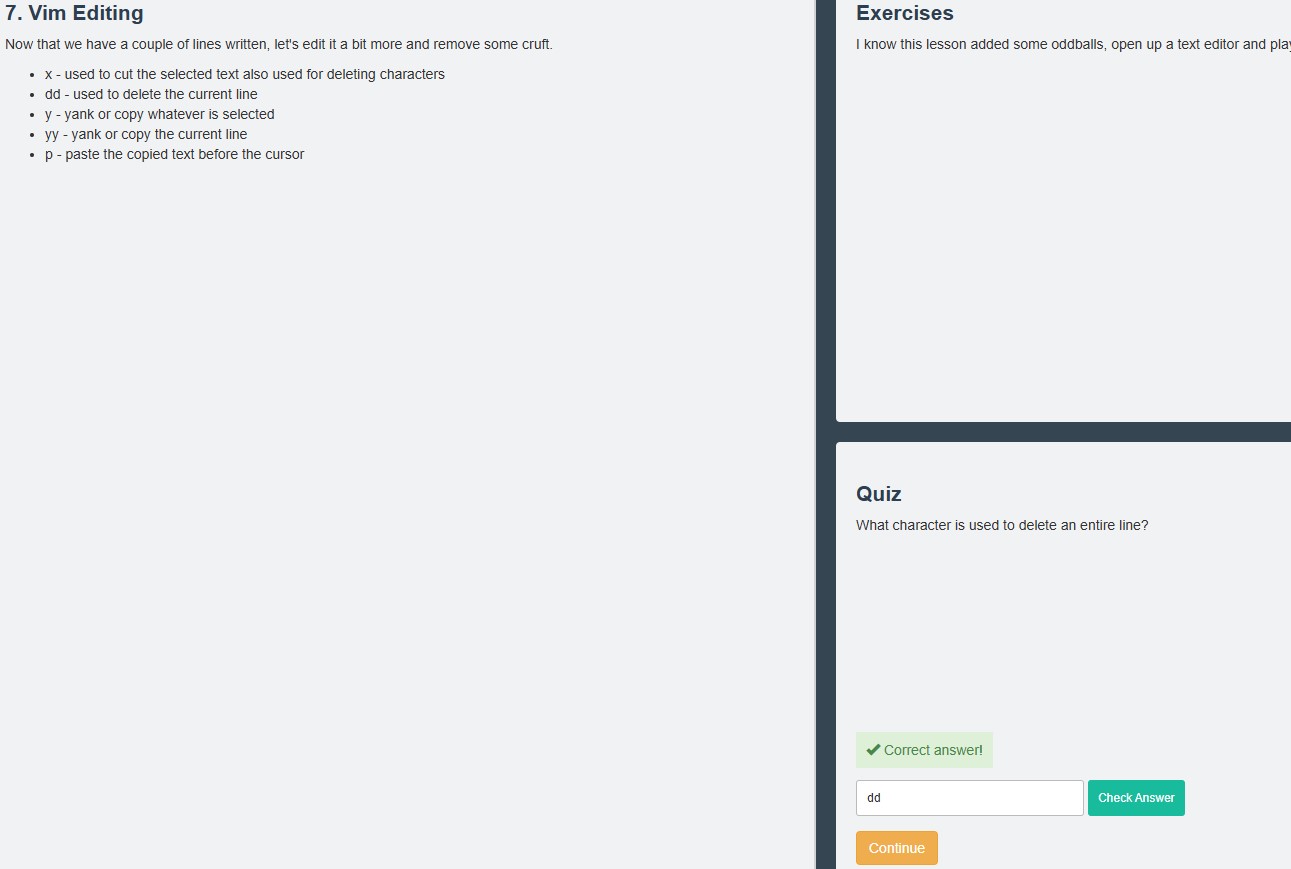 7. Vim Editing
Now that we have a couple of lines written, let's edit it a bit more and remove some cruft.
• x - used to cut the selected text also used for deleting characters
• dd - used to delete the current line
• y - yank or copy whatever is selected
• yy - yank or copy the current line
• p - paste the copied text before the cursor
Exercises
I know this lesson added some oddballs, open up a text editor and
Quiz
What character is used to delete an entire line?
✔ Correct answer!
dd
Check Answer
Continue